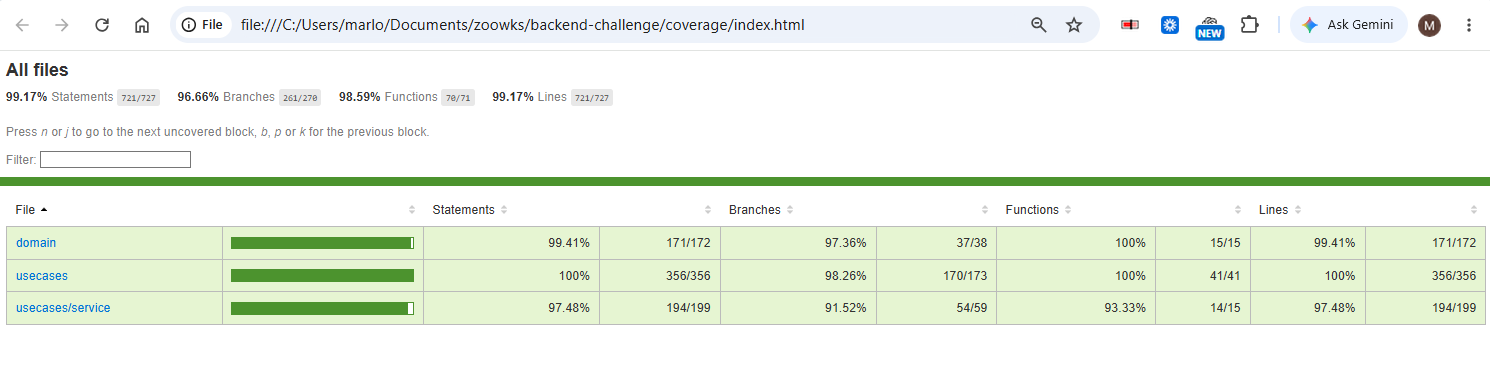 File file:///C:/Users/marlo/Documents/zoowks/backend-challenge/coverage/index.html NEW Ask Gemini M
All files
99.17% Statements 721/727 96.66% Branches 261/270 98.59% Functions 70/71 99.17% Lines 721/727
Press n or j to go to the next uncovered block, b, p or k for the previous block.
Filter:
File Statements Branches Functions Lines
domain 99.41% 171/172 97.36% 37/38 100% 15/15 99.41% 171/172
usecases 100% 356/356 98.26% 170/173 100% 41/41 100% 356/356
usecases/service 97.48% 194/199 91.52% 54/59 93.33% 14/15 97.48% 194/199